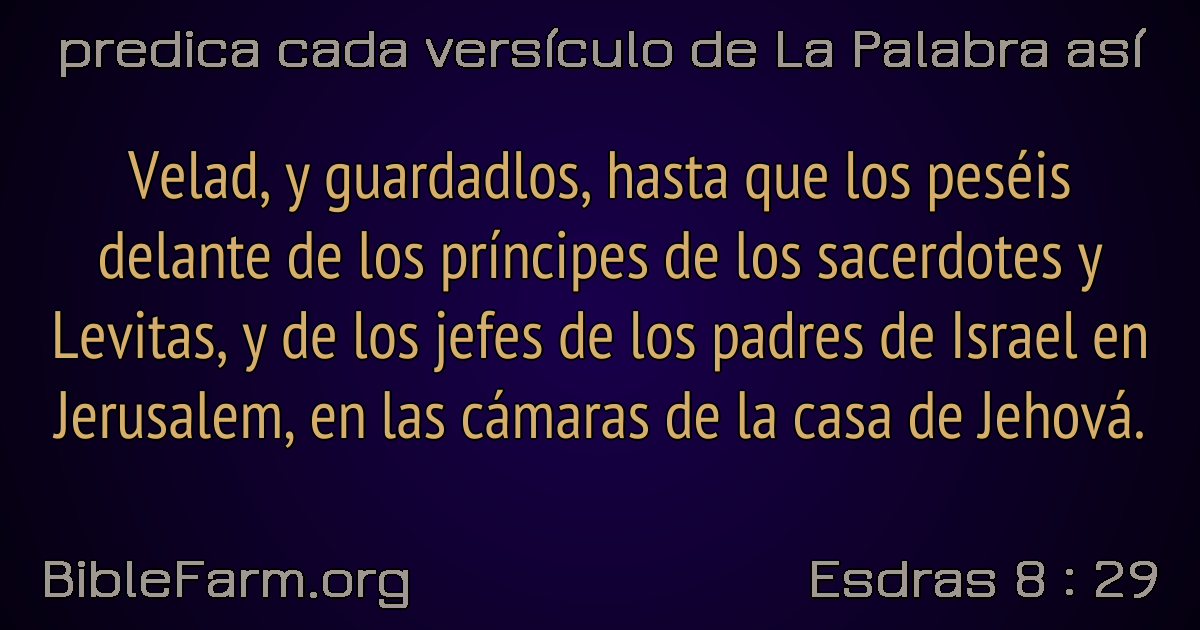 predica cada versículo de La Palabra así
Velad, y guardadlos, hasta que los peséis
delante de los príncipes de los sacerdotes y
Levitas, y de los jefes de los padres de Israel en
Jerusalem, en las cámaras de la casa de Jehová.
BibleFarm.org
Esdras 8 : 29